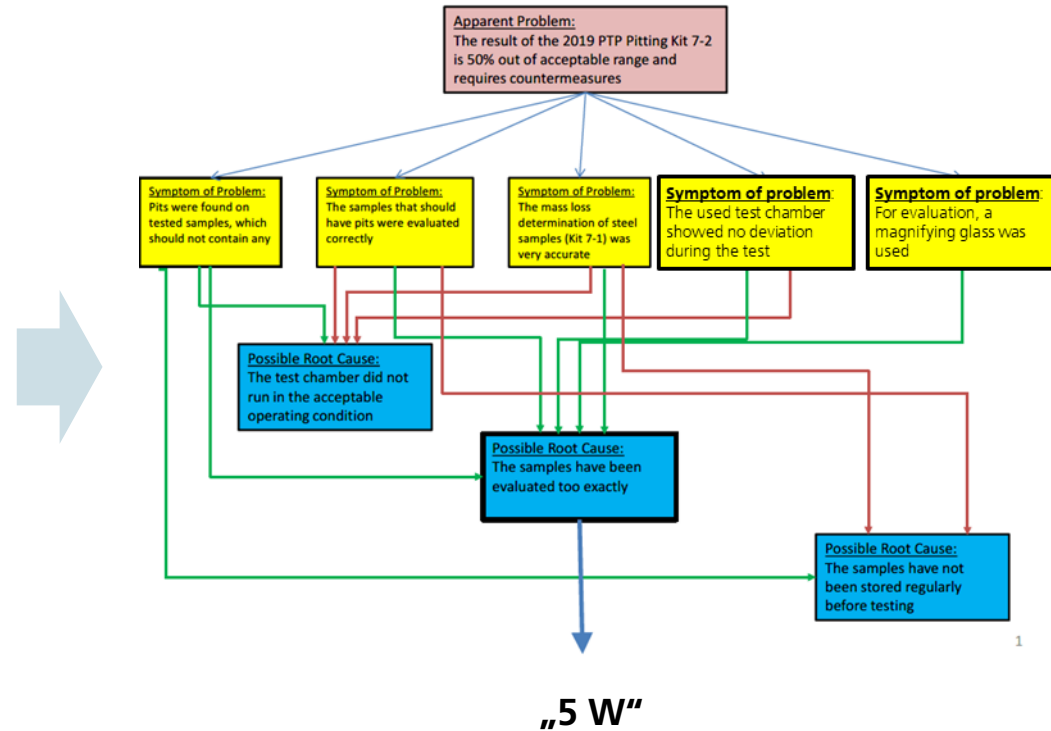 Apparent Problem:
The result of the 2019 PTP Pitting Kit 7-2
is 50% out of acceptable range and
requires countermeasures
Symptom of Problem:
Pits were found on
tested samples, which
should not contain any
Symptom of Problem:
The samples that should
have pits were evaluated
correctly
Symptom of Problem:
The mass loss
determination of steel
samples (Kit 7-1) was
very accurate
Symptom of problem:
The used test chamber
showed no deviation
during the test
Symptom of problem:
For evaluation, a
magnifying glass was
used
Possible Root Cause:
The test chamber did not
run in the acceptable
operating condition
Possible Root Cause:
The samples have been
evaluated too exactly
Possible Root Cause:
The samples have not
been stored regularly
before testing
1
„5 W“